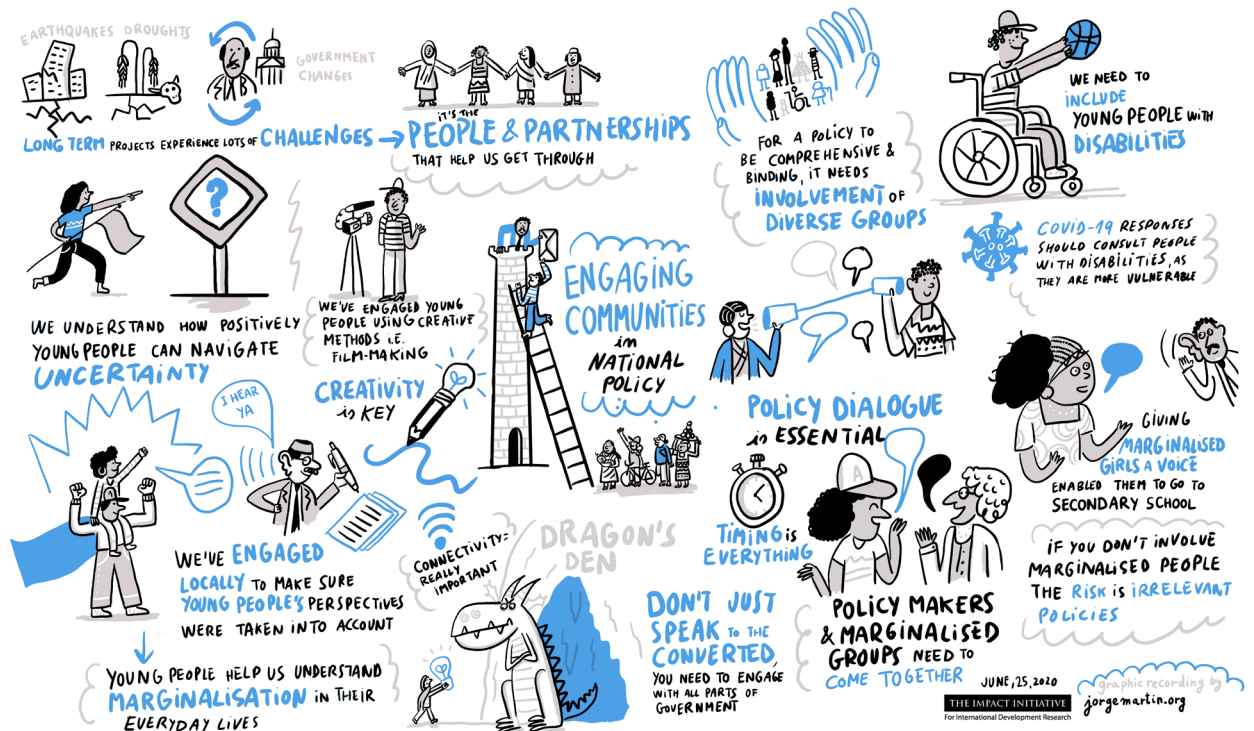 EARTHQUAKES DROUGHTS
GOVERNMENT
CHANGES
LONG TERM PROJECTS EXPERIENCE LOTS OF CHALLENGES → IT'S THE PEOPLE & PARTNERSHIPS
THAT HELP US GET THROUGH
?
WE UNDERSTAND HOW POSITIVELY
YOUNG PEOPLE CAN NAVIGATE
UNCERTAINTY
WE'VE ENGAGED YOUNG
PEOPLE USING CREATIVE
METHODS i.E.
FILM-MAKING
CREATIVITY
is KEY
ENGAGING
COMMUNITIES
in
NATIONAL
POLICY
FOR A POLICY TO
BE COMPREHENSIVE &
BINDING, IT NEEDS
INVOLVEMENT OF
DIVERSE GROUPS
WE NEED TO
INCLUDE
YOUNG PEOPLE WITH
DISABILITIES
COVID-19 RESPONSES
SHOULD CONSULT PEOPLE
WITH DISABILITIES, AS
THEY ARE MORE VULNERABLE
I HEAR
YA
WE'VE ENGAGED
LOCALLY TO MAKE SURE
YOUNG PEOPLE'S PERSPECTIVES
WERE TAKEN INTO ACCOUNT
YOUNG PEOPLE HELP US UNDERSTAND
MARGINALISATION IN THEIR
EVERYDAY LIVES
CONNECTIVITY=
REALLY
IMPORTANT
DRAGON'S
DEN
POLICY DIALOGUE
is ESSENTIAL
TIMING is
EVERYTHING
A
DON'T JUST
SPEAK TO THE
CONVERTED,
YOU NEED TO ENGAGE
WITH ALL PARTS OF
GOVERNMENT
POLICY MAKERS
& MARGINALISED
GROUPS NEED TO
COME TOGETHER
GIVING
MARGINALISED
GIRLS A VOICE
ENABLED THEM TO GO TO
SECONDARY SCHOOL
IF YOU DON'T INVOLVE
MARGINALISED PEOPLE
THE RISK is IRRELEVANT
POLICIES
JUNE, 25, 2020
THE IMPACT INITIATIVE
For International Development Research
graphic recording by
jorgemartin.org